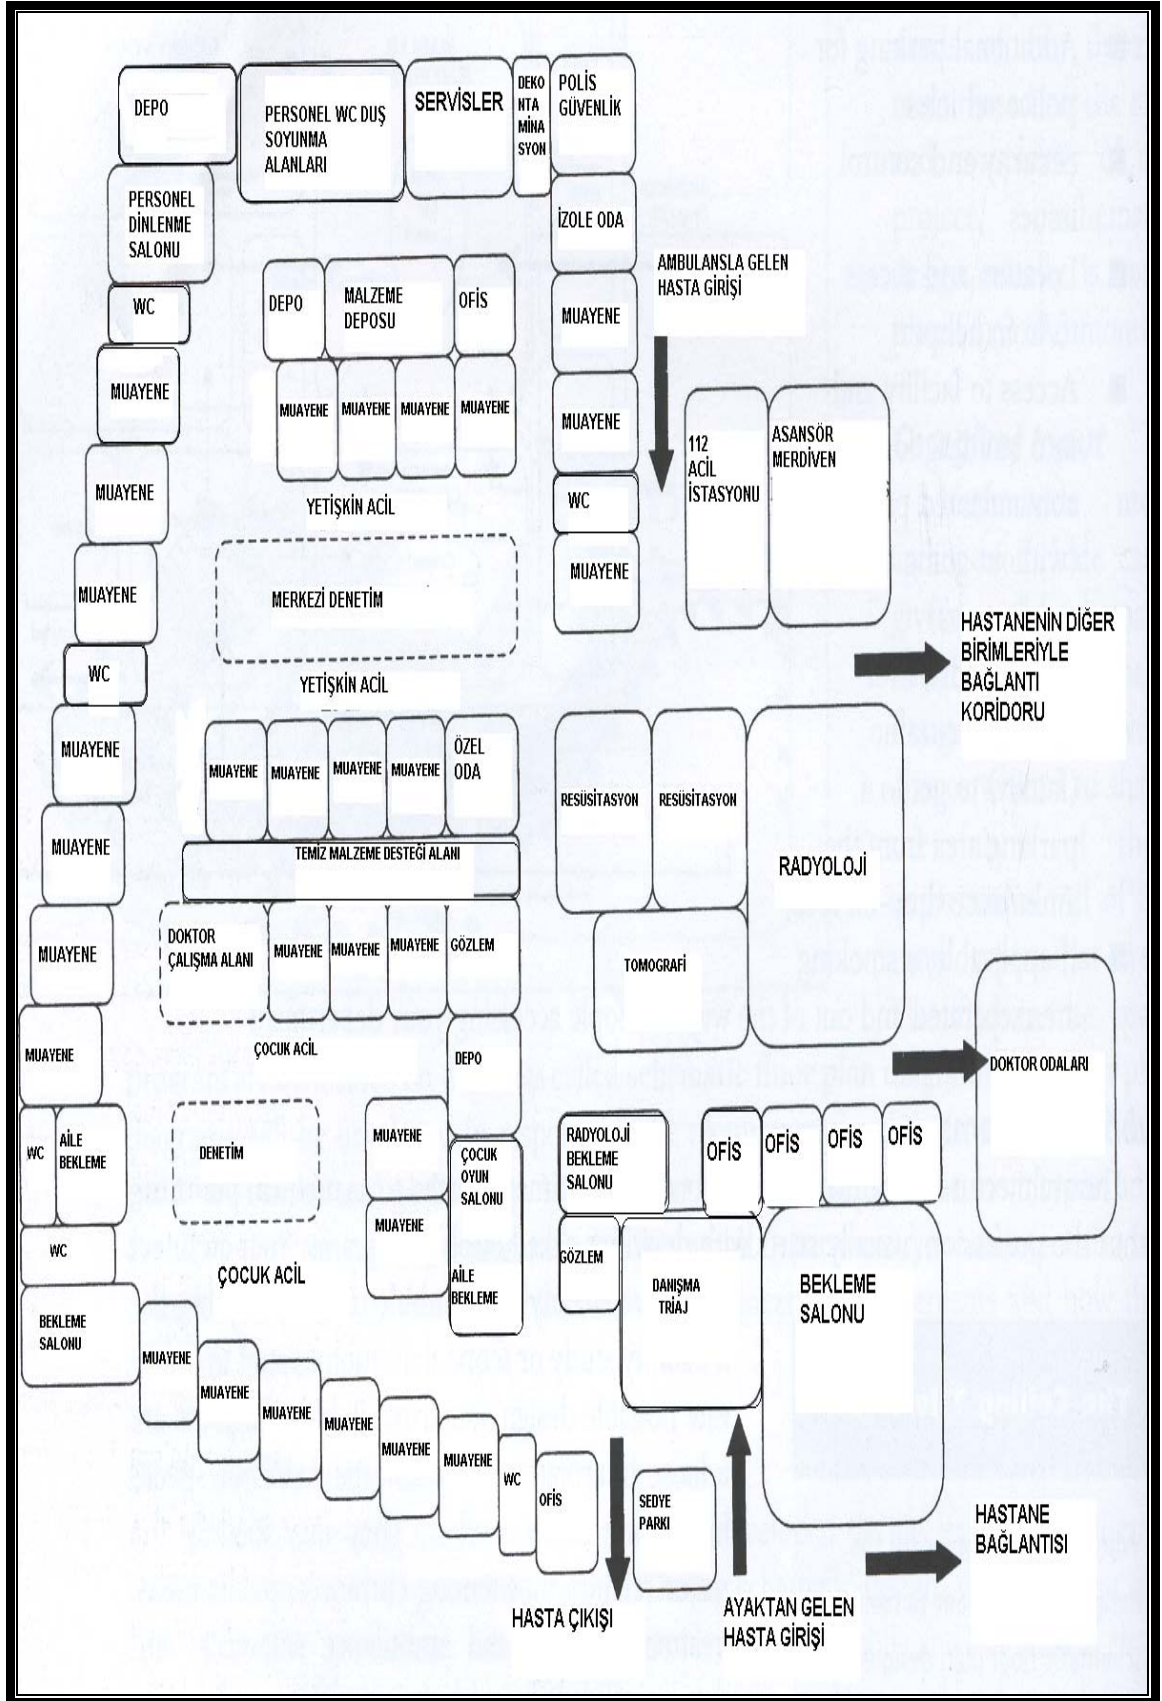 DEPO
PERSONEL WC DUŞ
SOYUNMA
ALANLARI
SERVİSLER
DEKO
NTA
MİNA
SYON
POLİS
GÜVENLİK
PERSONEL
DİNLENME
SALONU
İZOLE ODA
WC
DEPO
MALZEME
DEPOSU
OFİS
MUAYENE
AMBULANSLA GELEN
HASTA GİRİŞİ
MUAYENE
MUAYENE
MUAYENE
MUAYENE
MUAYENE
MUAYENE
112
ACİL
İSTASYONU
ASANSÖR
MERDİVEN
MUAYENE
YETİŞKİN ACİL
WC
MUAYENE
MERKEZİ DENETİM
MUAYENE
HASTANENİN DİĞER
BİRİMLERİYLE
BAĞLANTI
KORİDORU
WC
YETİŞKİN ACİL
MUAYENE
MUAYENE
MUAYENE
MUAYENE
MUAYENE
ÖZEL
ODA
RESÜSİTASYON
RESÜSİTASYON
RADYOLOJİ
MUAYENE
TEMİZ MALZEME DESTEĞİ ALANI
MUAYENE
DOKTOR
ÇALIŞMA ALANI
MUAYENE
MUAYENE
MUAYENE
GÖZLEM
TOMOGRAFİ
MUAYENE
ÇOCUK ACİL
DEPO
DOKTOR ODALARI
WC
AİLE
BEKLEME
DENETİM
MUAYENE
ÇOCUK
OYUN
SALONU
RADYOLOJİ
BEKLEME
SALONU
OFİS
OFİS
OFİS
OFİS
WC
MUAYENE
ÇOCUK ACİL
AİLE
BEKLEME
GÖZLEM
DANIŞMA
TRİAJ
BEKLEME
SALONU
BEKLEME
SALONU
MUAYENE
MUAYENE
MUAYENE
MUAYENE
MUAYENE
MUAYENE
WC
OFİS
SEDYE
PARKI
HASTANE
BAĞLANTISI
HASTA ÇIKIŞI
AYAKTAN GELEN
HASTA GİRİŞİ